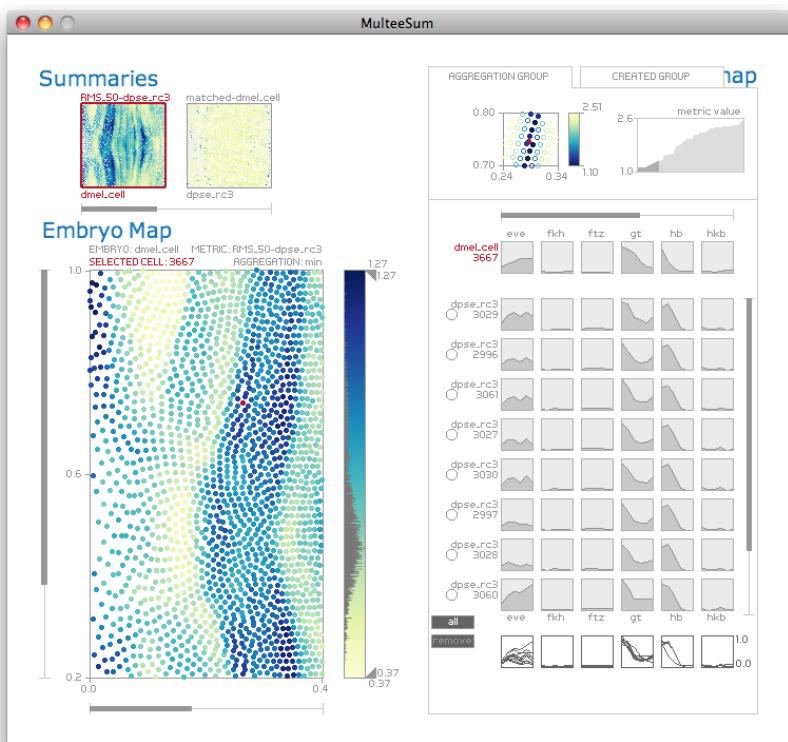 MulteeSum
Summaries
RMS_50-dpse_rc3
matched-dmel_cell
dmel_cell
dpse_rc3
Embryo Map
EMBRYO: dmel_cell METRIC: RMS_50-dpse_rc3
SELECTED CELL: 3667 AGGREGATION: min
1.0
0.6
0.2
0.0
0.4
1.27
1.27
0.37
0.37
AGGREGATION GROUP
CREATED GROUP
map
0.80
0.70
0.24
0.34
2.51
1.10
metric value
2.6
1.0
eve fkh ftz gt hb hkb
dmel_cell
3667
dpse_rc3
3029
dpse_rc3
2996
dpse_rc3
3061
dpse_rc3
3027
dpse_rc3
3030
dpse_rc3
2997
dpse_rc3
3028
dpse_rc3
3060
all
eve fkh ftz gt hb hkb
remove
1.0
0.0